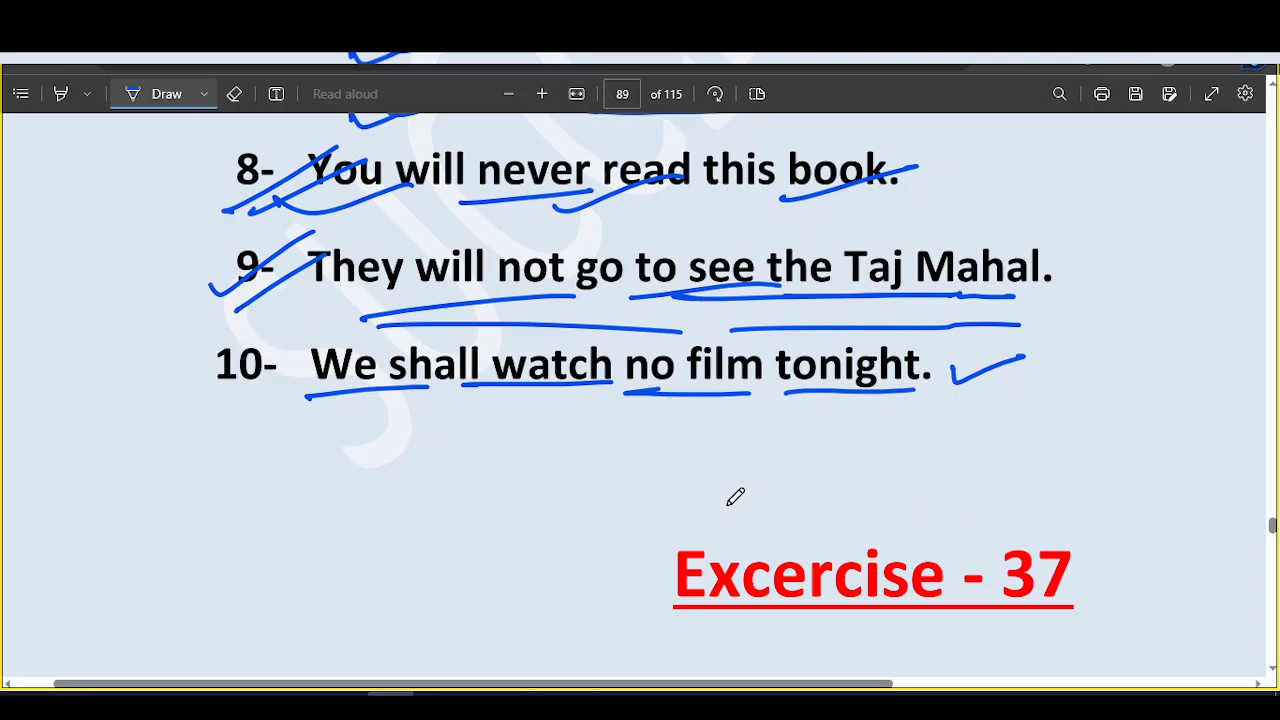 Draw
Read aloud
89 of 115
8- You will never read this book.
9- They will not go to see the Taj Mahal.
10- We shall watch no film tonight.
Excercise - 37